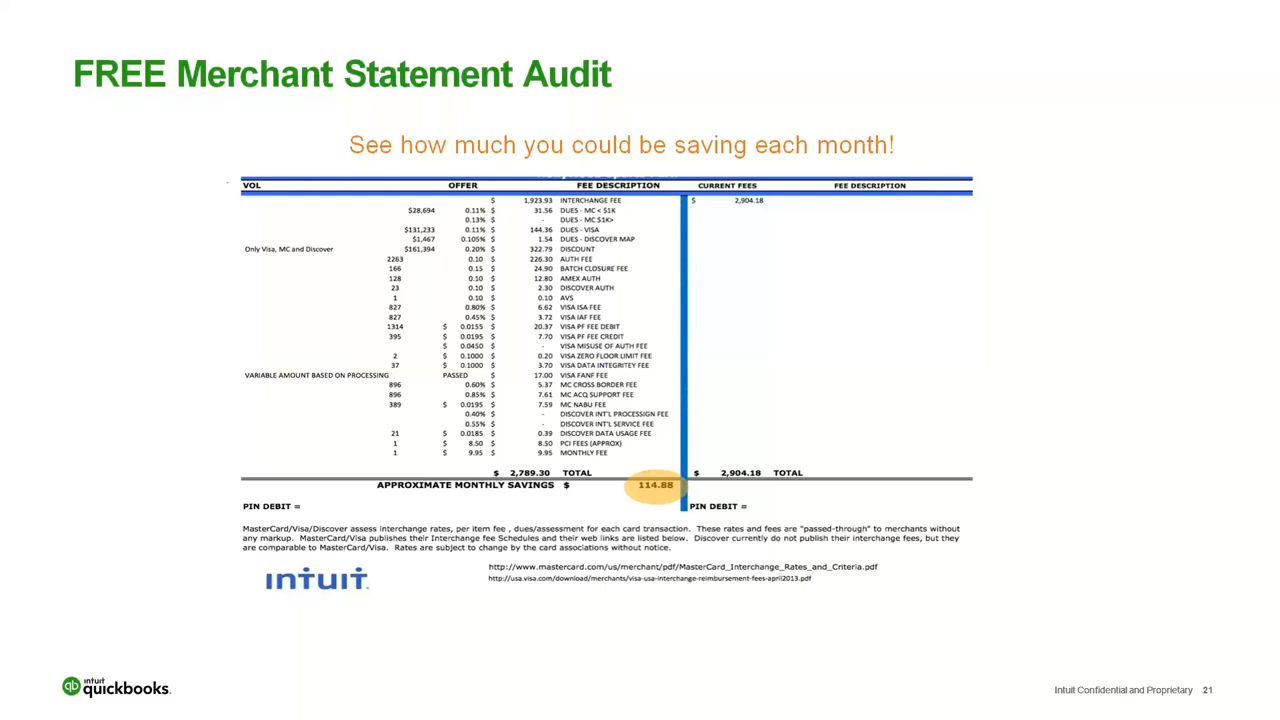 FREE Merchant Statement Audit
See how much you could be saving each month!
VOL OFFER FEE DESCRIPTION CURRENT FEES FEE DESCRIPTION
$ 1,923.93 INTERCHANGE FEE $ 2,904.18
$28,694 0.11% 31.56 DUES - MC < $1K
0.13% - DUES - MC $1K>
$131,233 0.11% 144.36 DUES - VISA
$1,467 0.105% 1.54 DUES - DISCOVER MAP
Only Visa, MC and Discover $161,394 0.20% $ 322.79 DISCOUNT
2263 0.10 $ 226.30 AUTH FEE
166 0.15 $ 24.90 BATCH CLOSURE FEE
128 0.10 $ 12.80 AMEX AUTH
23 0.10 $ 2.30 DISCOVER AUTH
1 0.10 $ 0.10 AVS
827 0.80% $ 6.62 VISA ISA FEE
827 0.45% $ 3.72 VISA IAF FEE
1314 $ 0.0155 $ 20.37 VISA PF FEE DEBIT
395 $ 0.0195 $ 7.70 VISA PF FEE CREDIT
$ 0.0450 $ - VISA MISUSE OF AUTH FEE
2 $ 0.1000 $ 0.20 VISA ZERO FLOOR LIMIT FEE
37 $ 0.1000 $ 3.70 VISA DATA INTEGRITEY FEE
VARIABLE AMOUNT BASED ON PROCESSING PASSED $ 17.00 VISA FANF FEE
896 0.60% $ 5.37 MC CROSS BORDER FEE
896 0.85% $ 7.61 MC ACQ SUPPORT FEE
389 $ 0.0195 $ 7.59 MC NABU FEE
0.40% $ - DISCOVER INT'L PROCESSIGN FEE
0.55% $ - DISCOVER INT'L SERVICE FEE
21 $ 0.0185 $ 0.39 DISCOVER DATA USAGE FEE
1 $ 8.50 $ 8.50 PCI FEES (APPROX)
1 $ 9.95 $ 9.95 MONTHLY FEE
$ 2,789.30 TOTAL $ 2,904.18 TOTAL
APPROXIMATE MONTHLY SAVINGS $ 114.88
PIN DEBIT = PIN DEBIT =
MasterCard/Visa/Discover assess interchange rates, per item fee , dues/assessment for each card transaction. These rates and fees are "passed-through" to merchants without
any markup. MasterCard/Visa publishes their Interchange fee Schedules and their web links are listed below. Discover currently do not publish their interchange fees, but they
are comparable to MasterCard/Visa. Rates are subject to change by the card associations without notice.
intuit
http://www.mastercard.com/us/merchant/pdf/MasterCard_Interchange_Rates_and_Criteria.pdf
http://usa.visa.com/download/merchants/visa-usa-interchange-reimbursement-fees-april2013.pdf
intuit
quickbooks.
Intuit Confidential and Proprietary 21